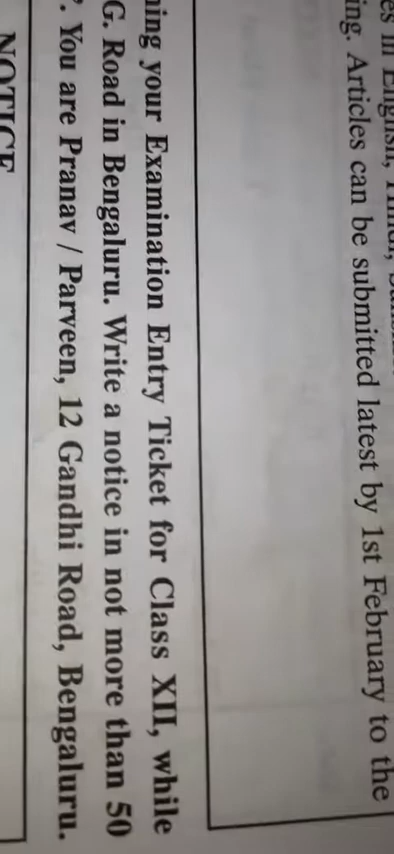 English,
ing. Articles can be submitted latest by 1st February to the
ning your Examination Entry Ticket for Class XII, while
G. Road in Bengaluru. Write a notice in not more than 50
'. You are Pranav / Parveen, 12 Gandhi Road, Bengaluru.
NOTICE